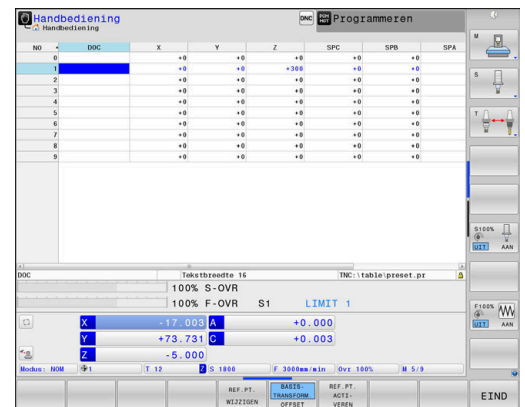 Handbediening
Handbediening
DNC
Programmeren
NO DOC X Y Z SPC SPB SPA
0 +0 +0 +0 +0 +0
1 +0 +0 +300 +0 +0
2 +0 +0 +0 +0 +0
3 +0 +0 +0 +0 +0
4 +0 +0 +0 +0 +0
5 +0 +0 +0 +0 +0
6 +0 +0 +0 +0 +0
7 +0 +0 +0 +0 +0
8 +0 +0 +0 +0 +0
9 +0 +0 +0 +0 +0
DOC Tekstbreedte 16 TNC:\table\preset.pr
100% S-OVR
100% F-OVR S1 LIMIT 1
X -17.003 A +0.000
Y +73.731 C +0.003
Z -5.000
Modus: NOM 1 T 12 Z S 1800 F 3000mm/min Ovr 100% M 5/9
REF.PT.
WIJZIGEN
BASIS-
TRANSFORM.
OFFSET
REF.PT.
ACTI-
VEREN
EIND
M
S
T
S100%
UIT AAN
F100%
UIT AAN